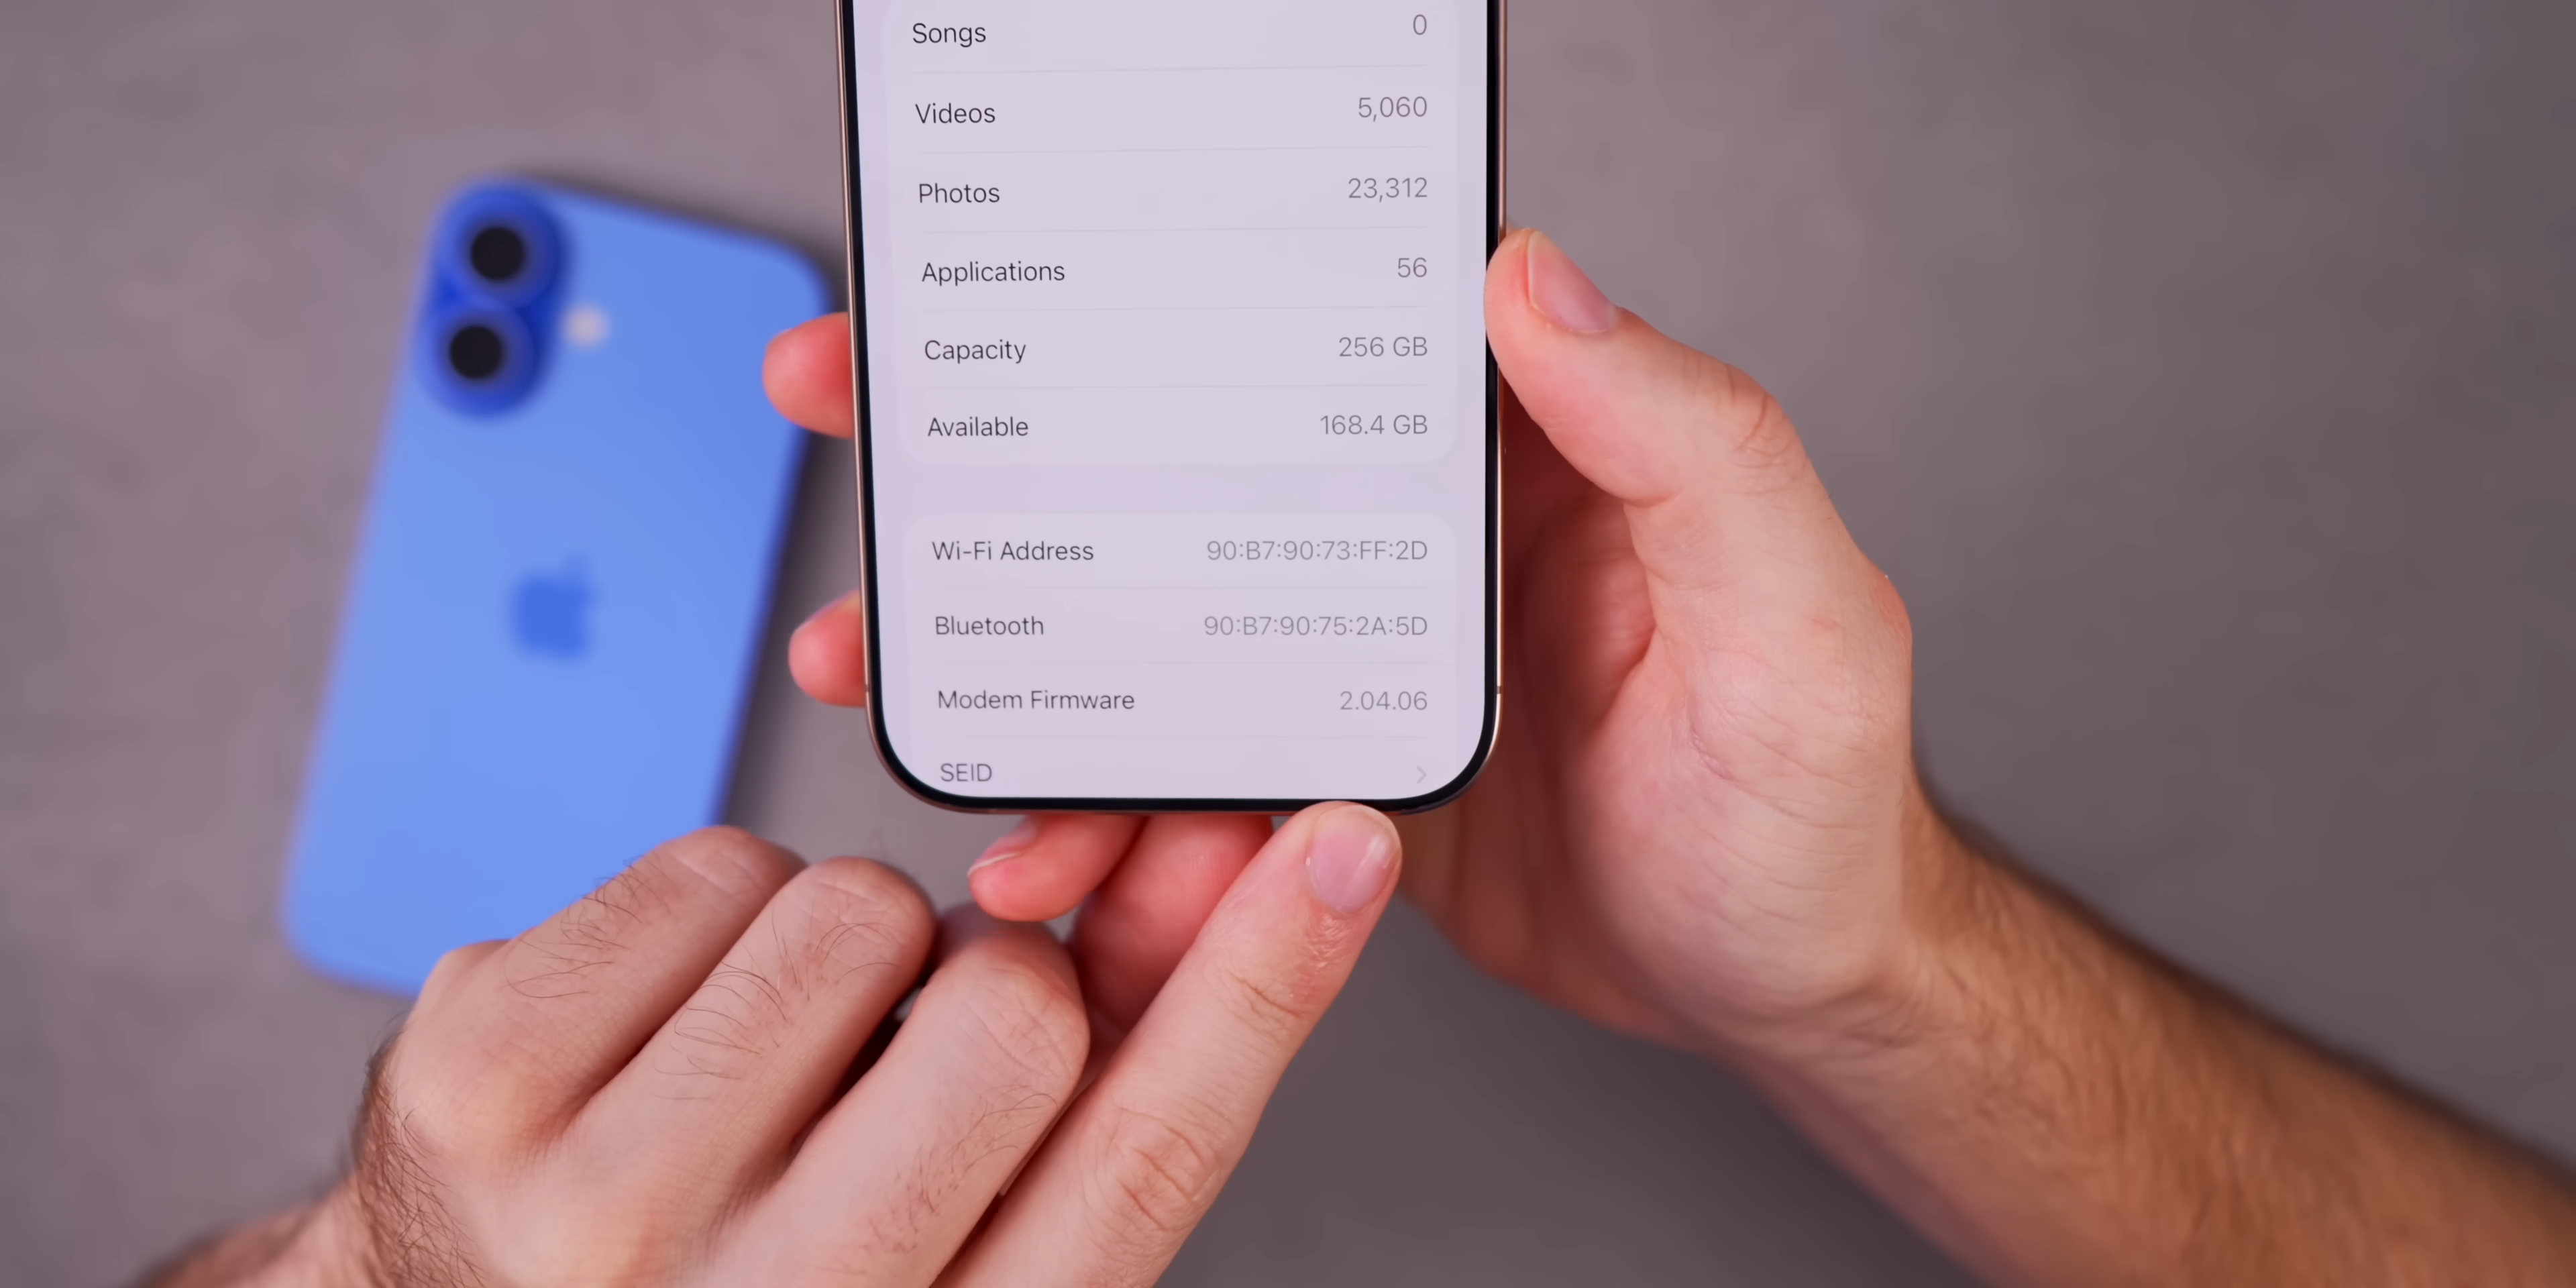 Songs 0
Videos 5,060
Photos 23,312
Applications 56
Capacity 256 GB
Available 168.4 GB
Wi-Fi Address 90:B7:90:73:FF:2D
Bluetooth 90:B7:90:75:2A:5D
Modem Firmware 2.04.06
SEID